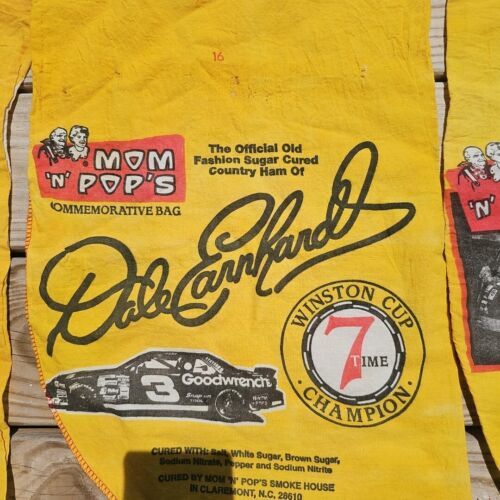 16
MOM
'N' POP'S
COMMEMORATIVE BAG
The Official Old
Fashion Sugar Cured
Country Ham Of
Dale Earnhardt
WINSTON CUP
7
TIME
CHAMPION
3
Goodwrench
Snap-on
CURED WITH: Salt, White Sugar, Brown Sugar,
Sodium Nitrate, Pepper and Sodium Nitrite
CURED BY MOM 'N' POP'S SMOKE HOUSE
IN CLAREMONT, N.C. 28610
'N'